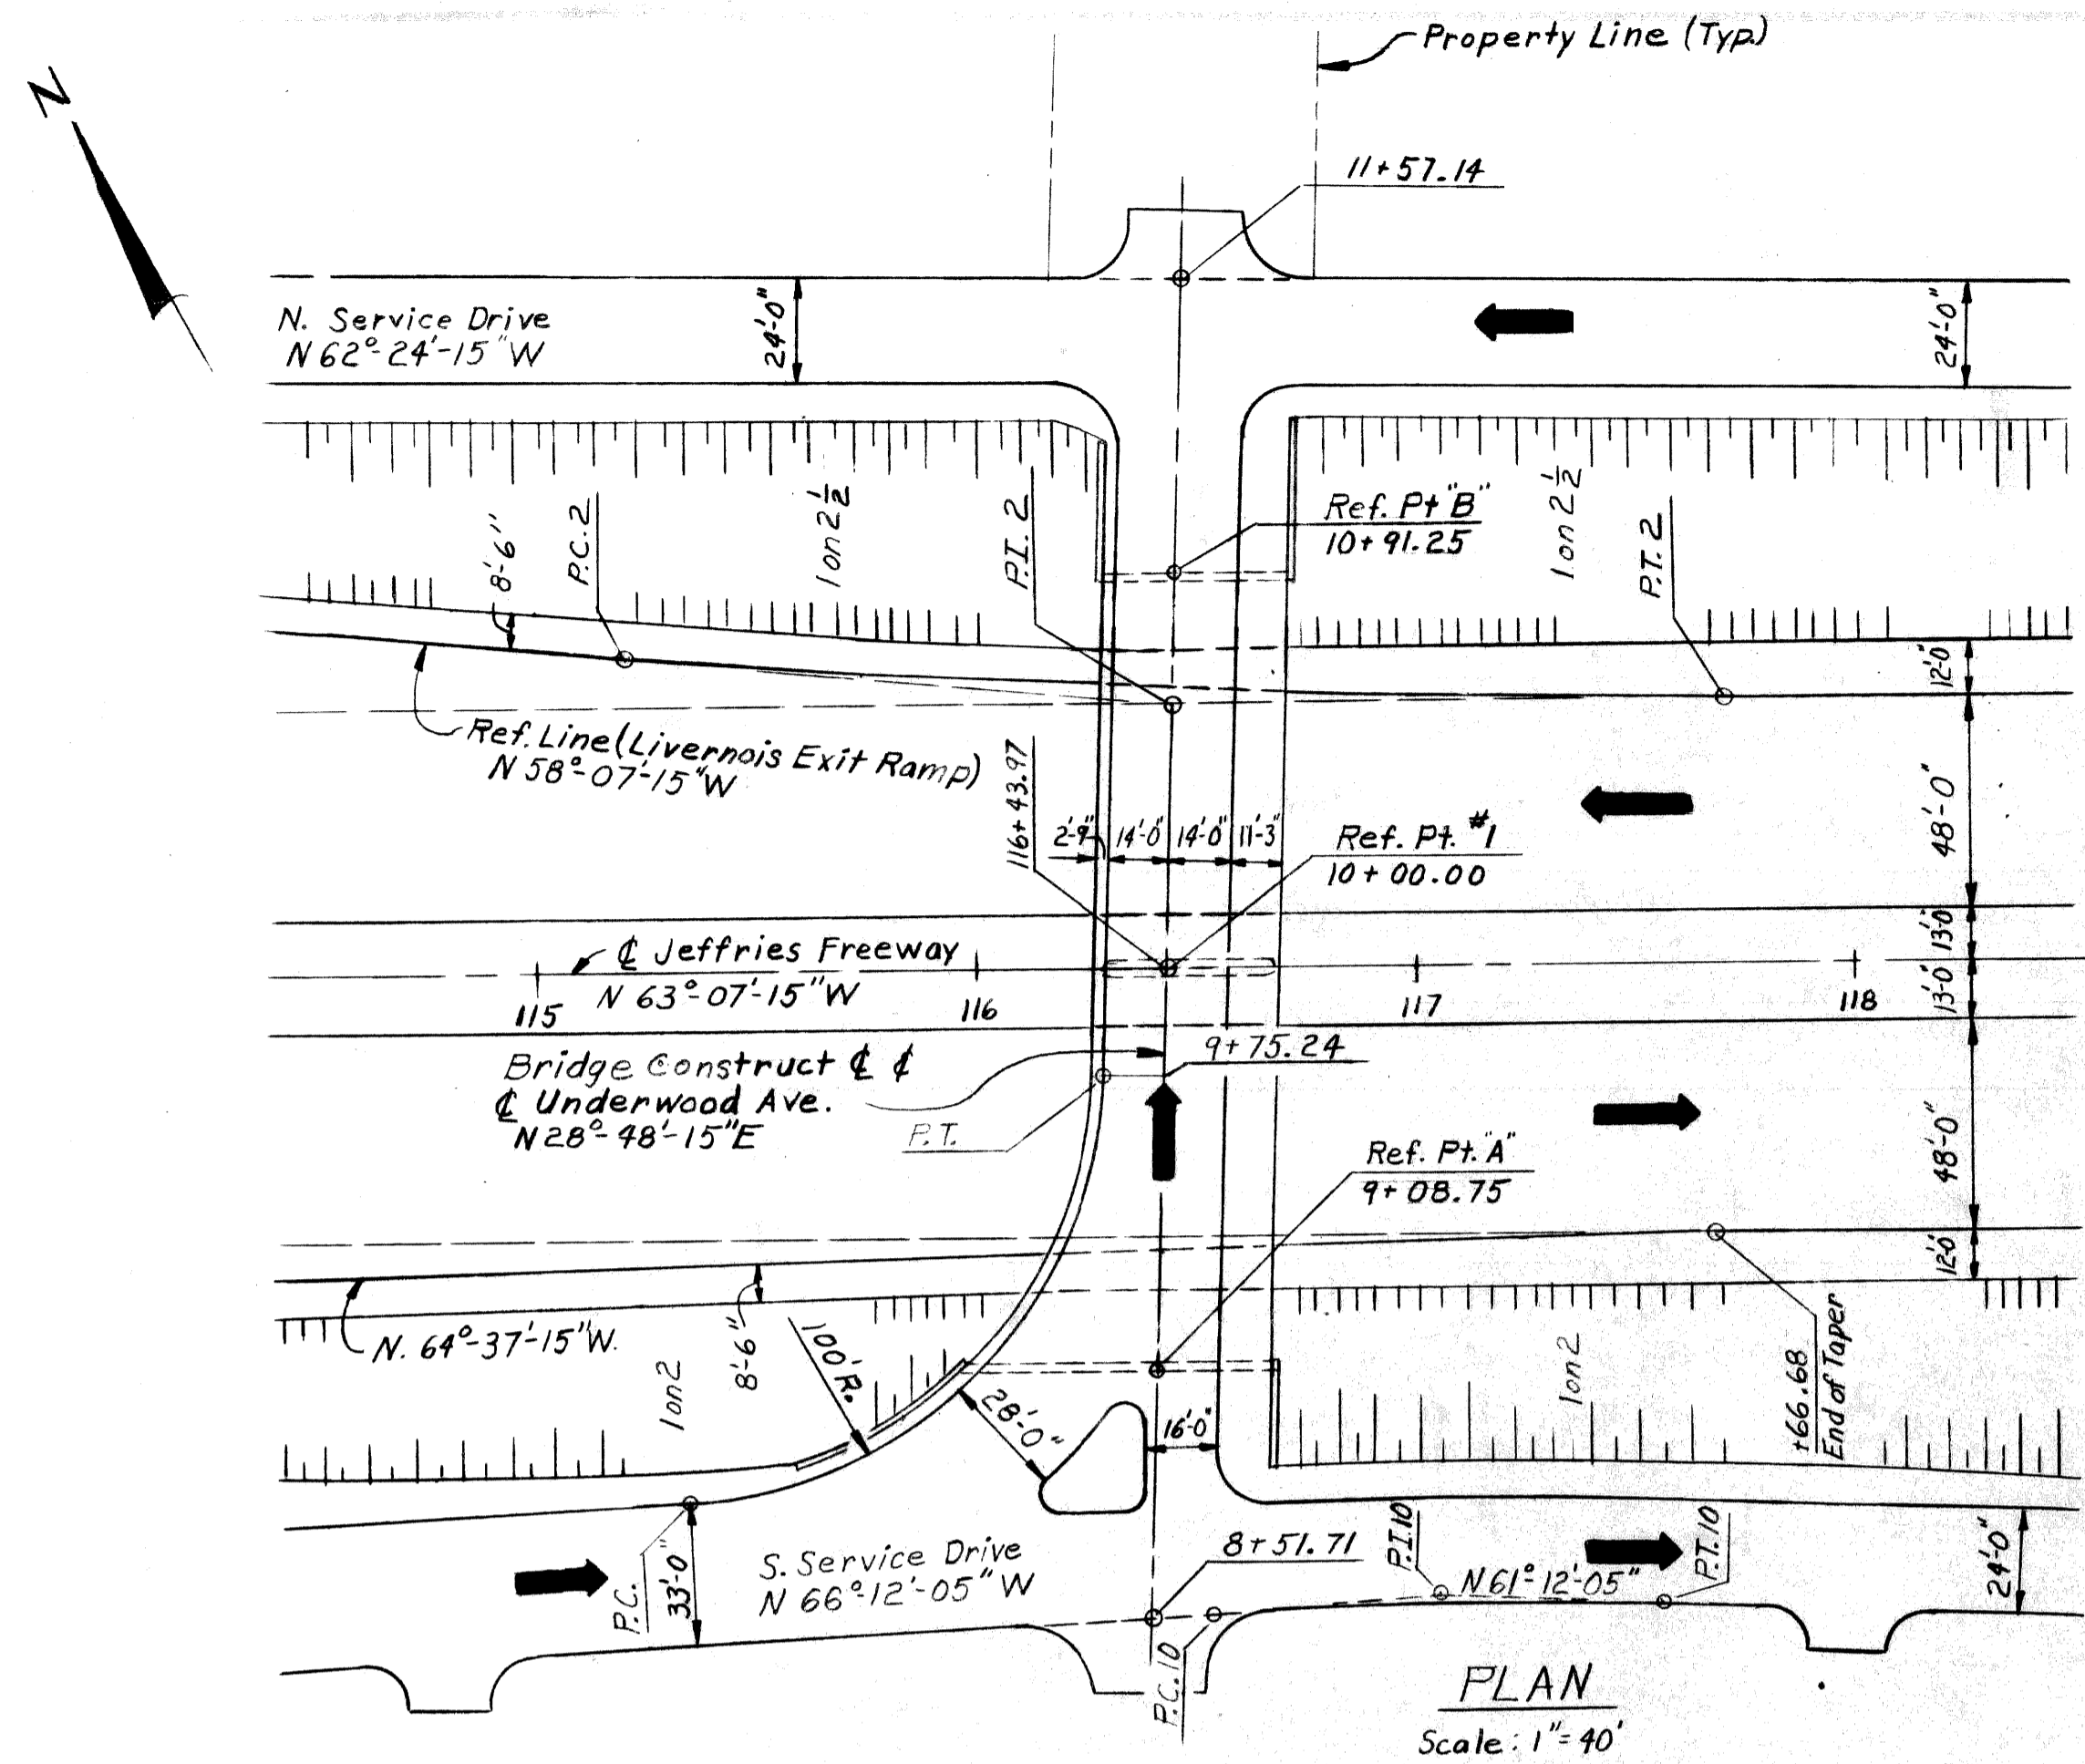 Property Line (Typ.)
N
11+57.14
N. Service Drive
N 62°-24'-15"W
24'-0"
24'-0"
8'-6"
P.C. 2
1 on 2 1/2
P.I. 2
Ref. Pt "B"
10+91.25
1 on 2 1/2
P.T. 2
12'-0"
Ref. Line (Livernois Exit Ramp)
N 58°-07'-15"W
116+43.97
2'-9"
14'-0"
14'-0"
11'-3"
Ref. Pt. #1
10+00.00
48'-0"
℄ Jeffries Freeway
N 63°-07'-15"W
115
116
117
118
13'-0"
13'-0"
Bridge Construct ℄ ¢
℄ Underwood Ave.
N 28°-48'-15"E
9+75.24
P.T.
Ref. Pt. "A"
9+08.75
48'-0"
12'-0"
N. 64°-37'-15"W.
1 on 2
8'-6"
100' R.
28'-0"
16'-0"
1 on 2
+66.68
End of Taper
P.C.
33'-0"
S. Service Drive
N 66°-12'-05"W
8+51.71
P.I. 10
N 61°-12'-05"
P.T. 10
24'-0"
P.C. 10
PLAN
Scale: 1"=40'